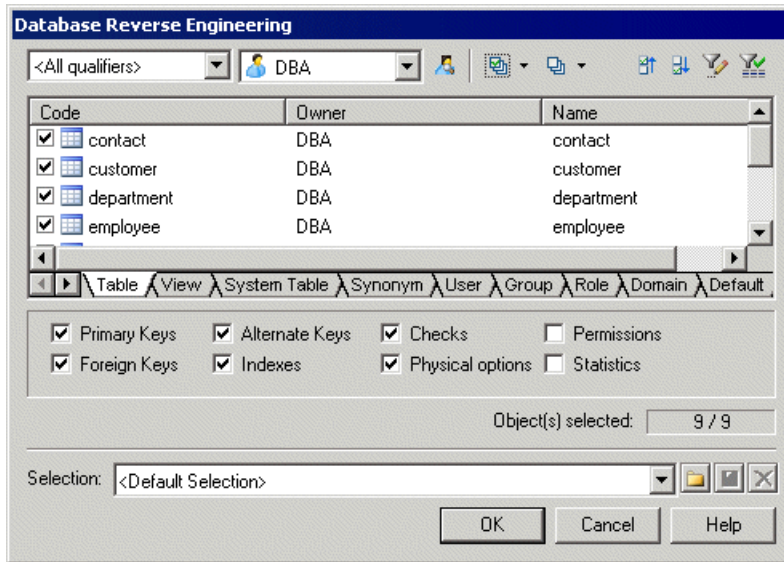 Database Reverse Engineering
<All qualifiers> DBA
Code Owner Name
contact DBA contact
customer DBA customer
department DBA department
employee DBA employee
Table View System Table Synonym User Group Role Domain Default
Primary Keys Alternate Keys Checks Permissions
Foreign Keys Indexes Physical options Statistics
Object(s) selected: 9 / 9
Selection: <Default Selection>
OK Cancel Help